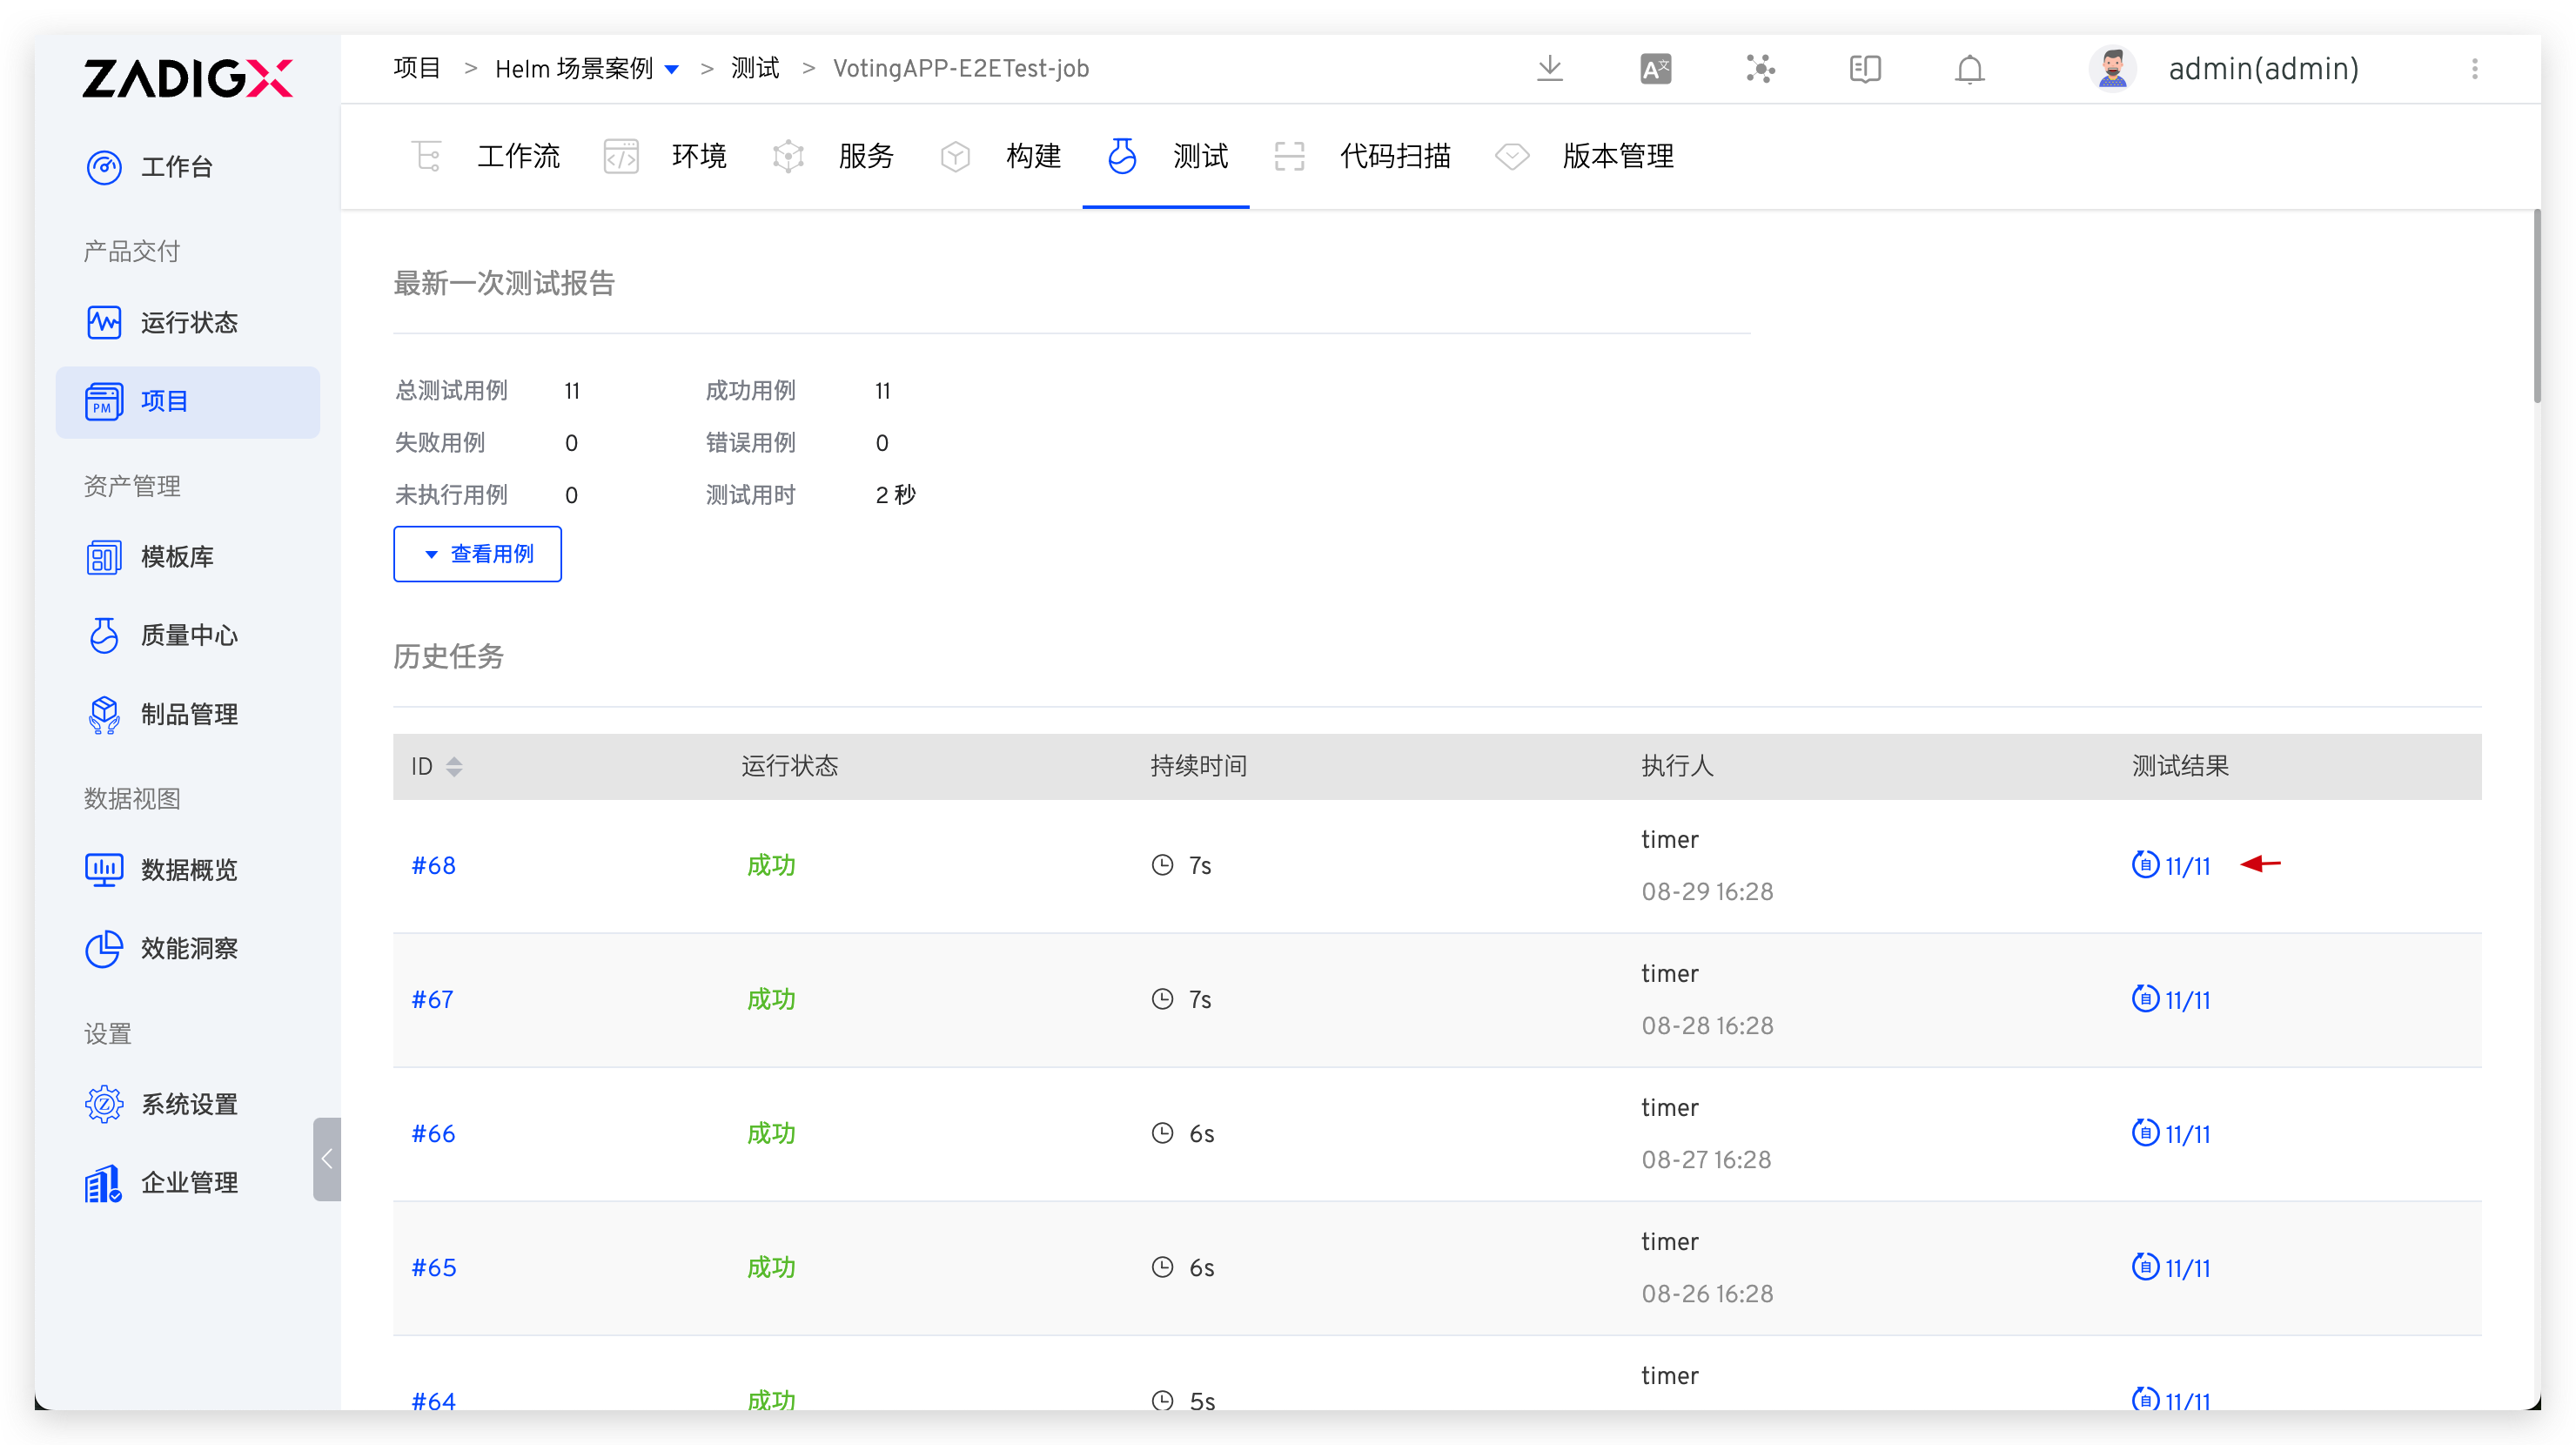 ZADIGX
工作台
产品交付
运行状态
PM 项目
资产管理
模板库
质量中心
制品管理
数据视图
数据概览
效能洞察
设置
Z 系统设置
企业管理
项目 > Helm 场景案例 > 测试 > VotingAPP-E2ETest-job
A文
admin(admin)
工作流 </> 环境 服务 构建 测试 代码扫描 版本管理
最新一次测试报告
总测试用例 11 成功用例 11
失败用例 0 错误用例 0
未执行用例 0 测试用时 2 秒
查看用例
历史任务
ID 运行状态 持续时间 执行人 测试结果
#68 成功 7s timer 自 11/11
08-29 16:28
#67 成功 7s timer 自 11/11
08-28 16:28
#66 成功 6s timer 自 11/11
08-27 16:28
#65 成功 6s timer 自 11/11
08-26 16:28
#64 成功 5s timer 自 11/11